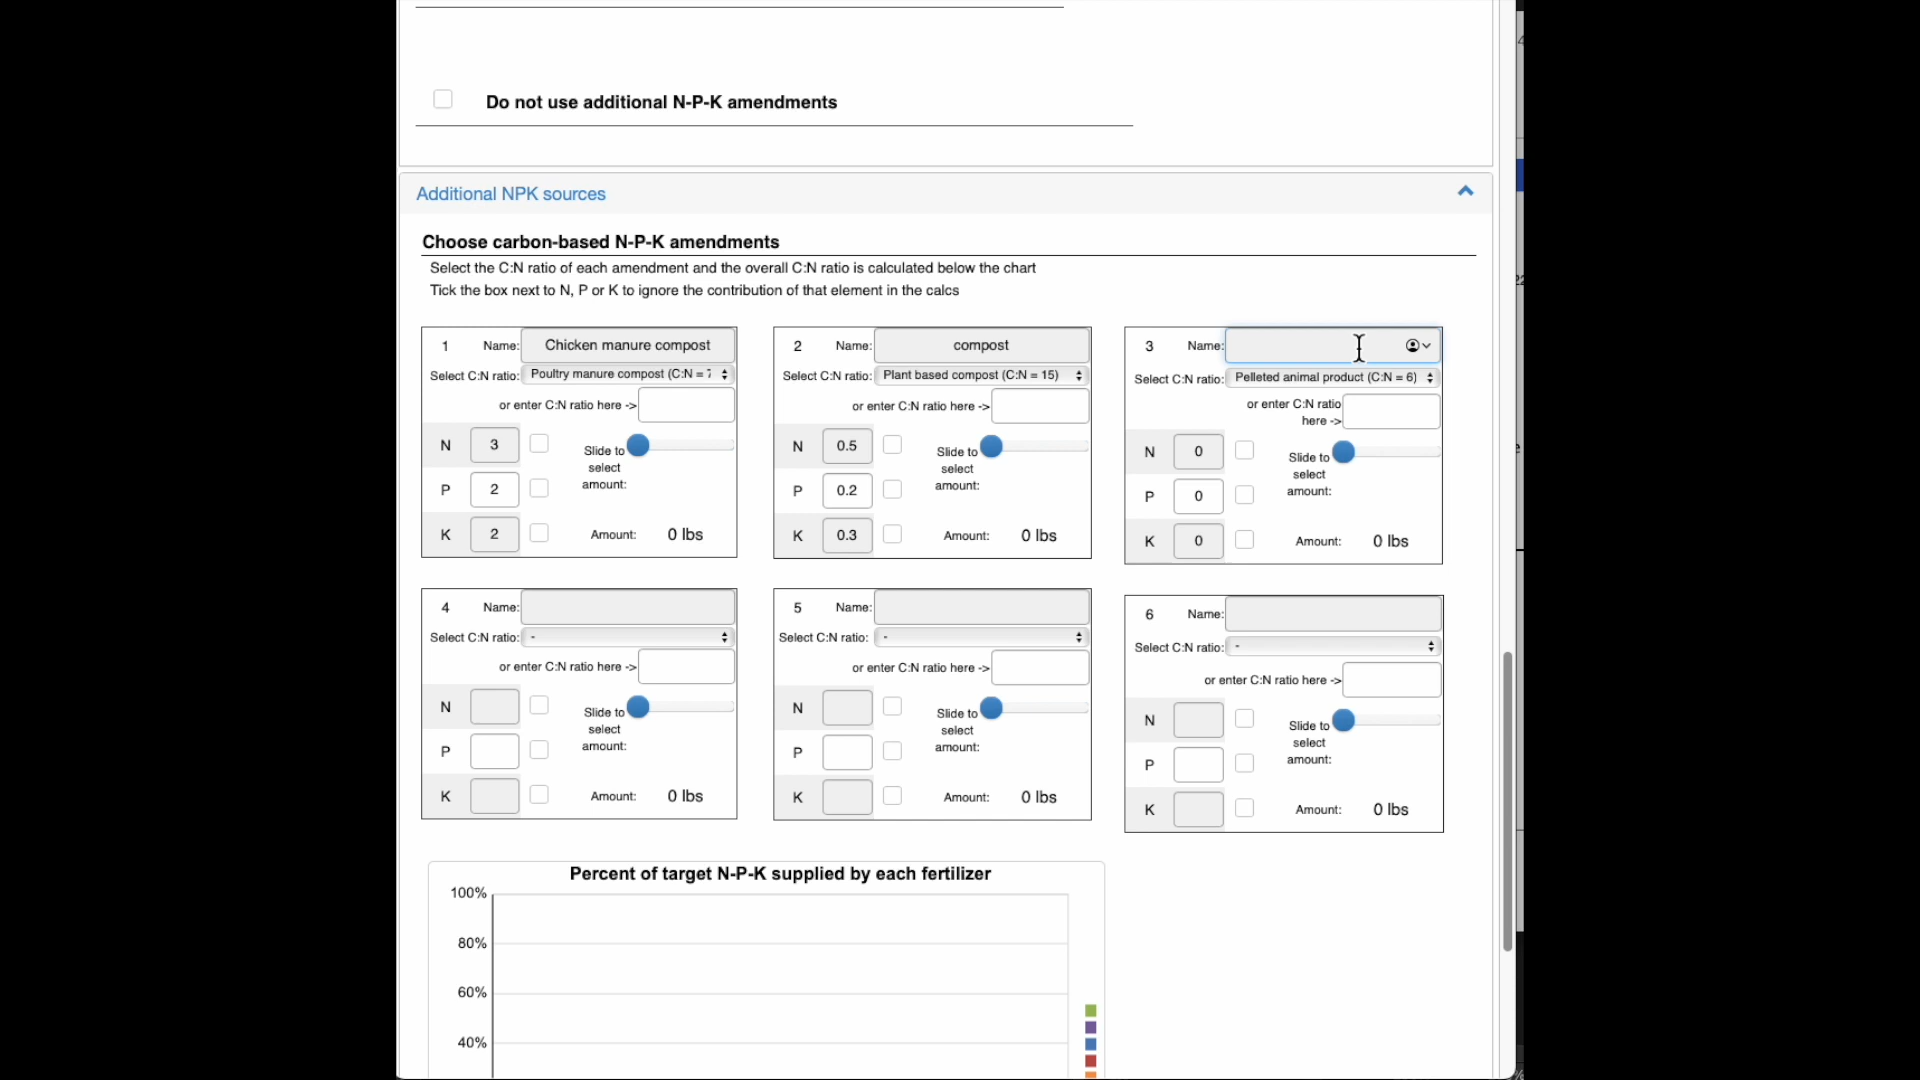 Do not use additional N-P-K amendments
Additional NPK sources
Choose carbon-based N-P-K amendments
Select the C:N ratio of each amendment and the overall C:N ratio is calculated below the chart
Tick the box next to N, P or K to ignore the contribution of that element in the calcs
1 Name: Chicken manure compost
Select C:N ratio: Poultry manure compost (C:N = 7
or enter C:N ratio here ->
N 3
Slide to
select
amount:
P 2
K 2 Amount: 0 lbs
2 Name: compost
Select C:N ratio: Plant based compost (C:N = 15)
or enter C:N ratio here ->
N 0.5
Slide to
select
amount:
P 0.2
K 0.3 Amount: 0 lbs
3 Name:
Select C:N ratio: Pelleted animal product (C:N = 6)
or enter C:N ratio
here ->
N 0
Slide to
select
amount:
P 0
K 0 Amount: 0 lbs
4 Name:
Select C:N ratio: -
or enter C:N ratio here ->
N
Slide to
select
amount:
P
K Amount: 0 lbs
5 Name:
Select C:N ratio: -
or enter C:N ratio here ->
N
Slide to
select
amount:
P
K Amount: 0 lbs
6 Name:
Select C:N ratio: -
or enter C:N ratio here ->
N
Slide to
select
amount:
P
K Amount: 0 lbs
Percent of target N-P-K supplied by each fertilizer
100%
80%
60%
40%